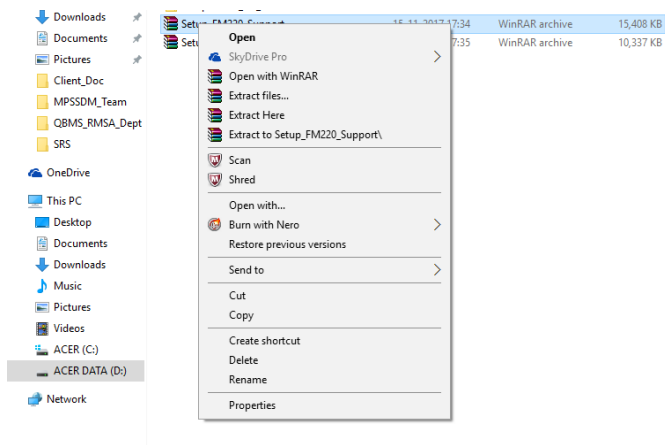 Downloads
Documents
Pictures
Client_Doc
MPSSDM_Team
QBMS_RMSA_Dept
SRS
OneDrive
This PC
Desktop
Documents
Downloads
Music
Pictures
Videos
ACER (C:)
ACER DATA (D:)
Network
Setup_FM220_Support 15-11-2017 17:34 WinRAR archive 15,408 KB
Setu 7:35 WinRAR archive 10,337 KB
Open
SkyDrive Pro
Open with WinRAR
Extract files...
Extract Here
Extract to Setup_FM220_Support\
Scan
Shred
Open with...
Burn with Nero
Restore previous versions
Send to
Cut
Copy
Create shortcut
Delete
Rename
Properties